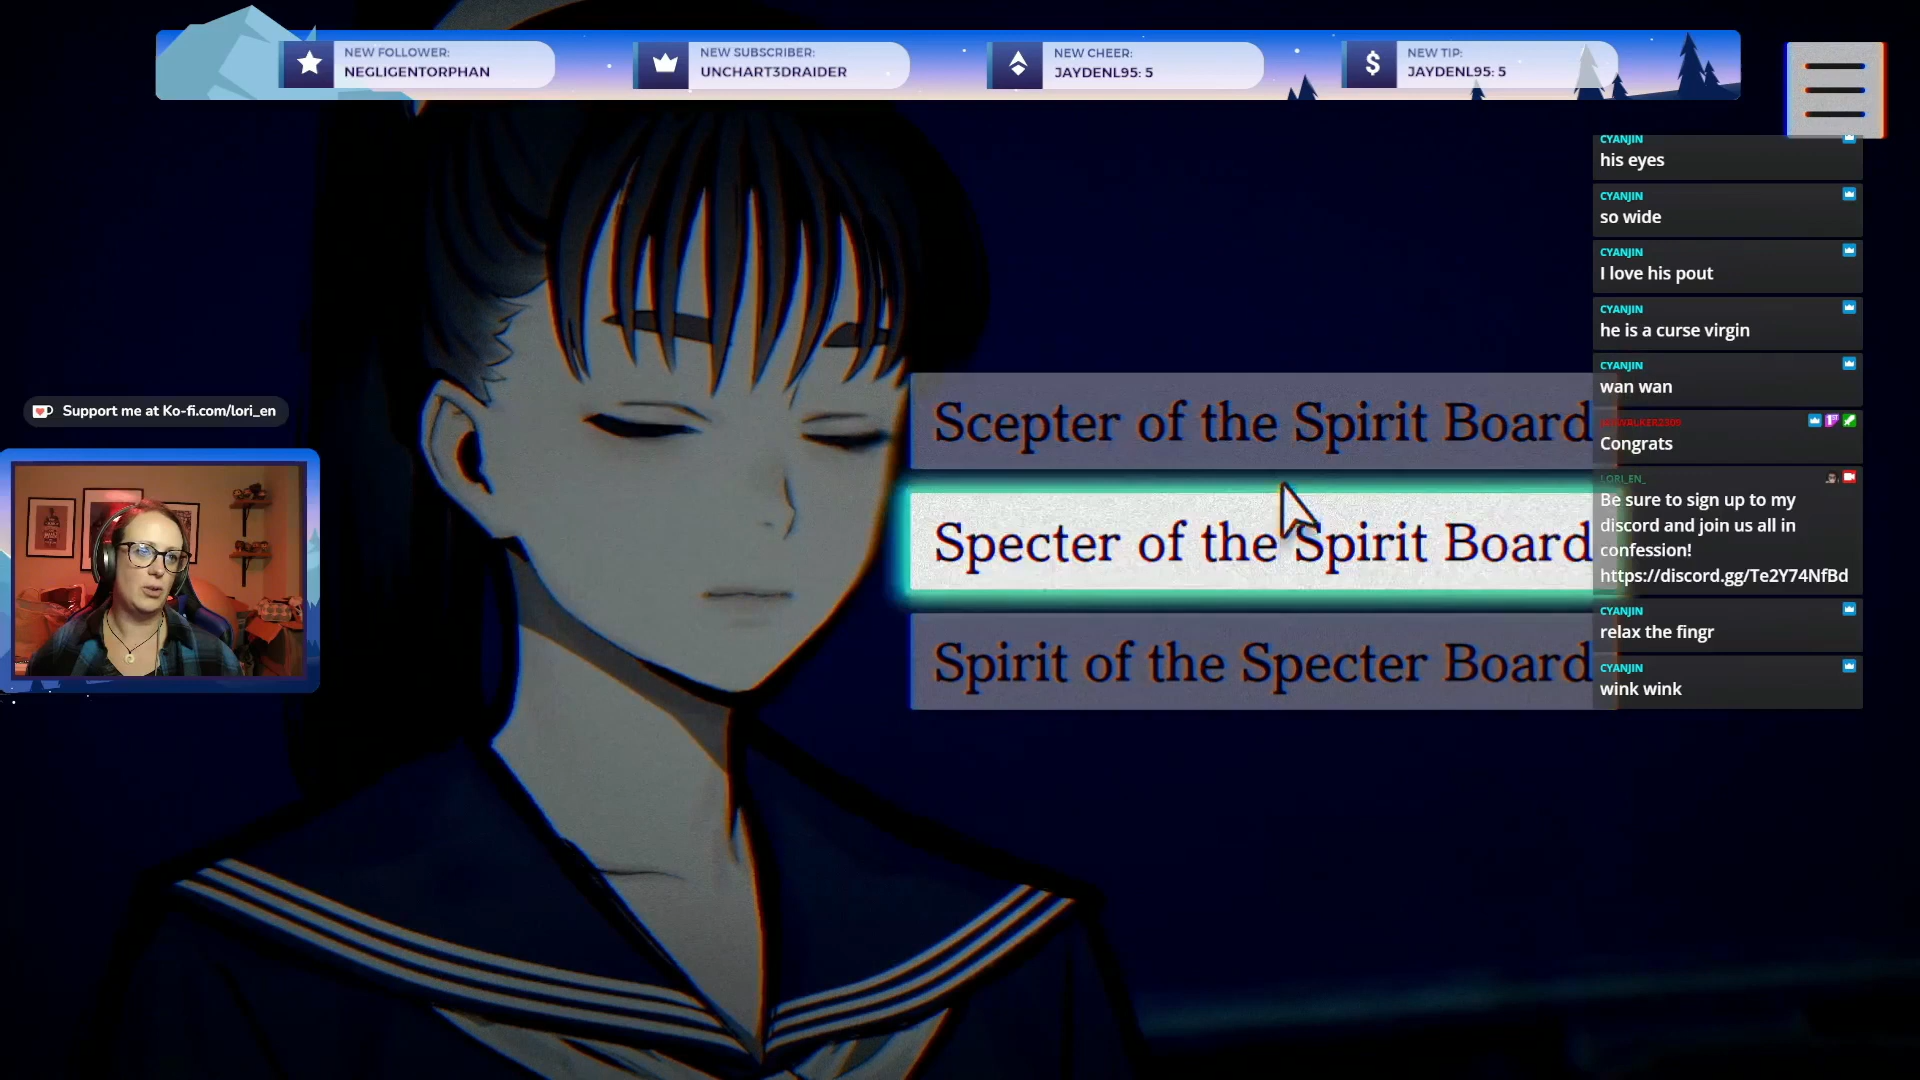 NEW FOLLOWER:
NEGLIGENTORPHAN
NEW SUBSCRIBER:
UNCHART3DRAIDER
NEW CHEER:
JAYDENL95: 5
NEW TIP:
JAYDENL95: 5
Support me at Ko-fi.com/lori_en
Scepter of the Spirit Board
Specter of the Spirit Board
Spirit of the Specter Board
CYANJIN
his eyes
CYANJIN
so wide
CYANJIN
I love his pout
CYANJIN
he is a curse virgin
CYANJIN
wan wan
Congrats
LORI_EN_
Be sure to sign up to my
discord and join us all in
confession!
https://discord.gg/Te2Y74NfBd
CYANJIN
relax the fingr
CYANJIN
wink wink